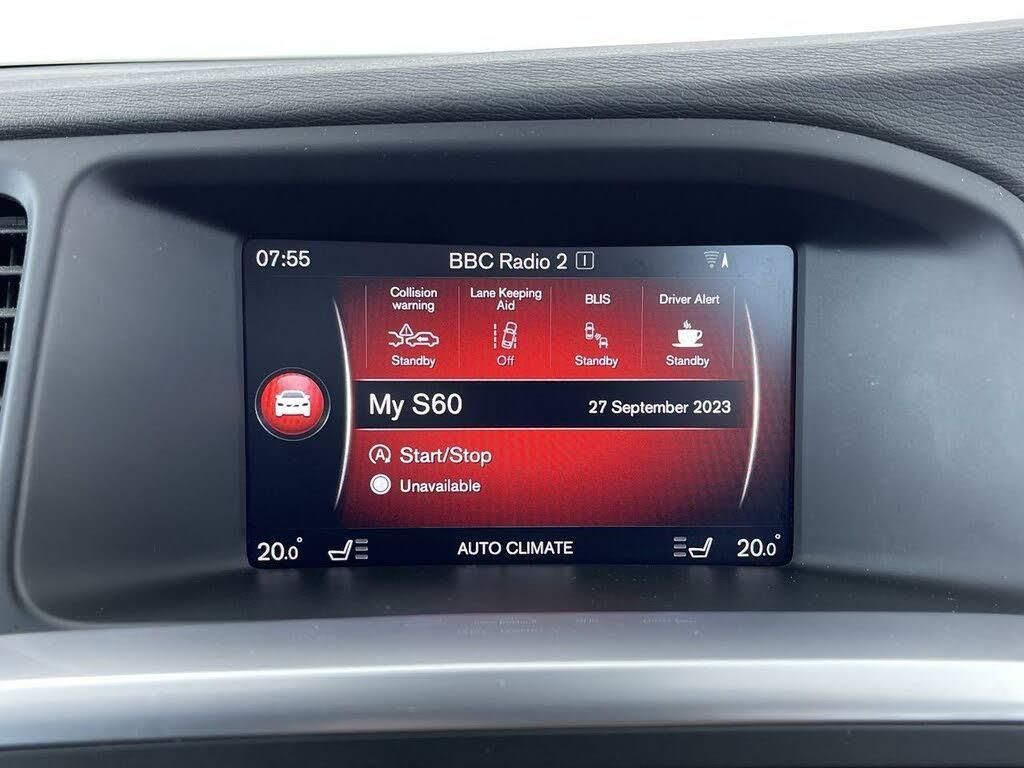 07:55 BBC Radio 2 I
Collision warning
Lane Keeping Aid
BLIS
Driver Alert
Standby Off Standby Standby
My S60 27 September 2023
A Start/Stop
Unavailable
20.0° AUTO CLIMATE 20.0°